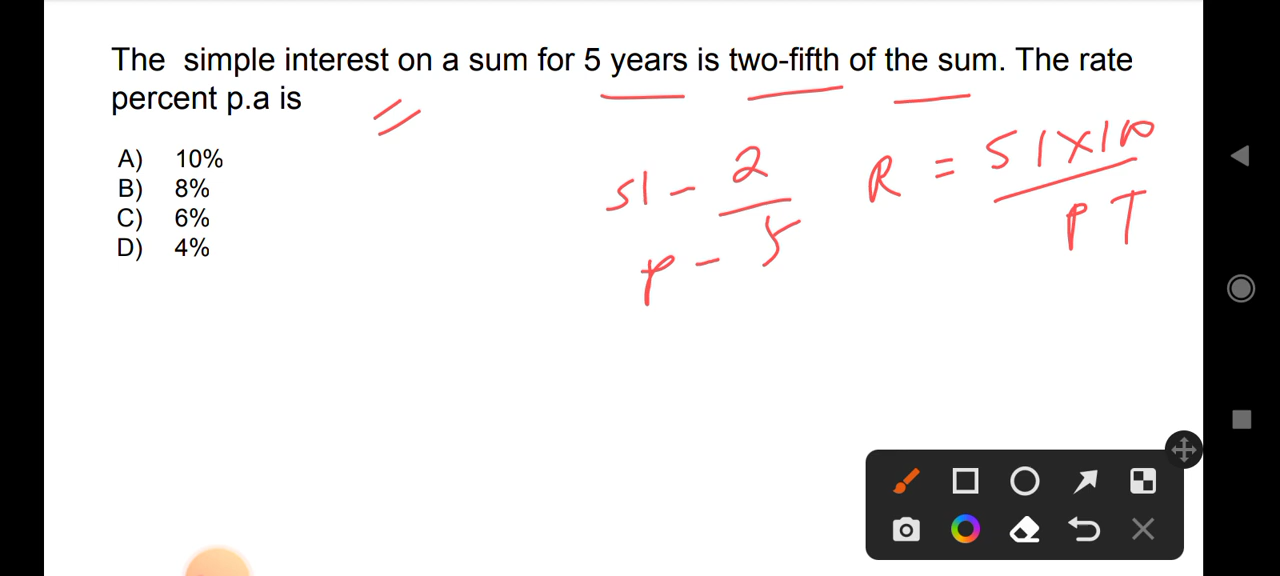 The simple interest on a sum for 5 years is two-fifth of the sum. The rate
percent p.a is
A) 10%
B) 8%
C) 6%
D) 4%
SI - 2
P - 5
R = SI×100
P T